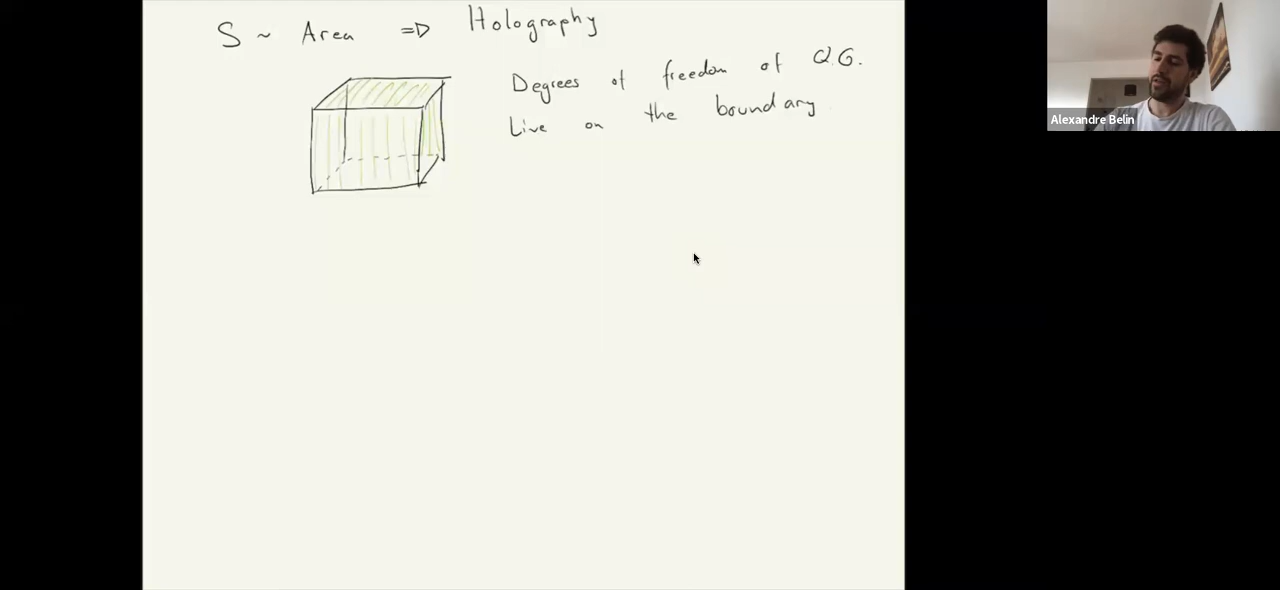 S ~ Area => Holography
Degrees of freedom of Q.G.
Live on the boundary
Alexandre Belin